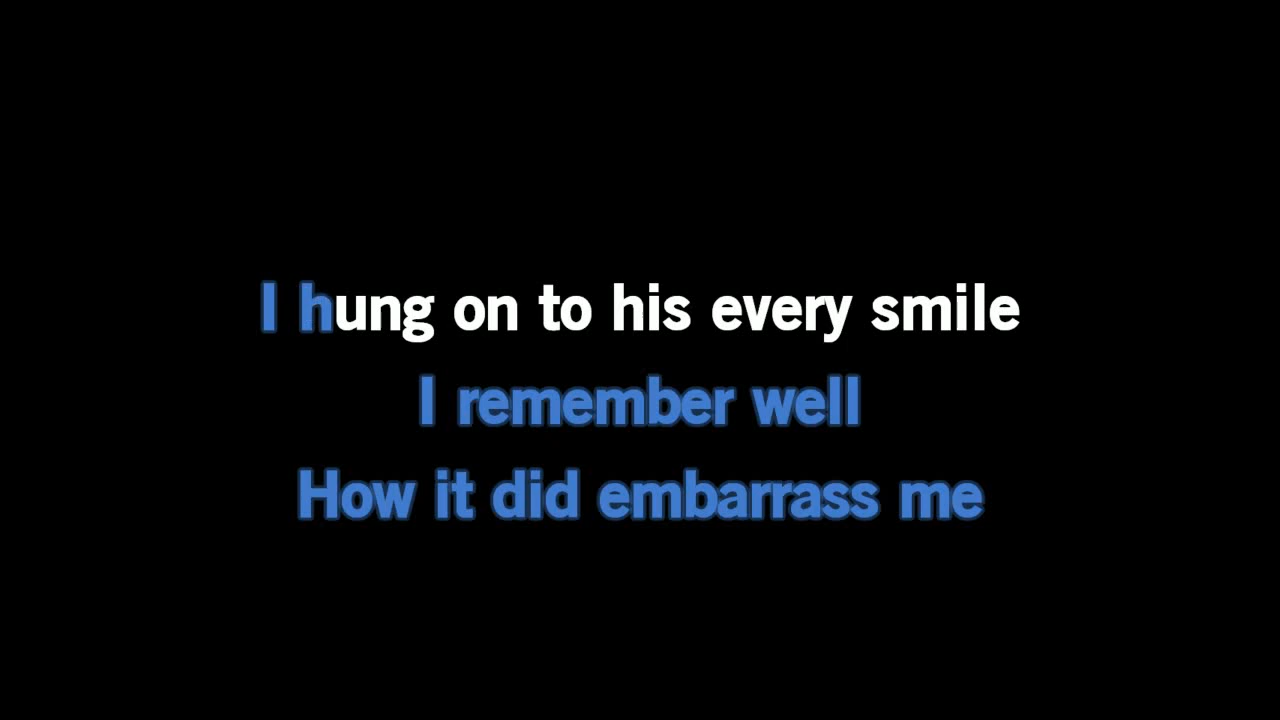 I hung on to his every smile
I remember well
How it did embarrass me